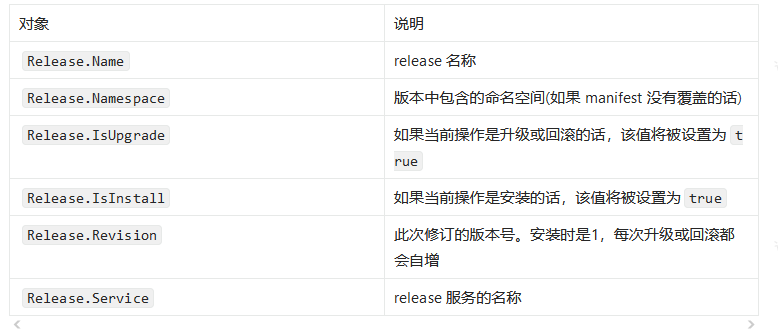 对象 说明
Release.Name release 名称
Release.Namespace 版本中包含的命名空间(如果 manifest 没有覆盖的话)
Release.IsUpgrade 如果当前操作是升级或回滚的话，该值将被设置为 t
rue
Release.IsInstall 如果当前操作是安装的话，该值将被设置为 true
Release.Revision 此次修订的版本号。安装时是1，每次升级或回滚都
会自增
Release.Service release 服务的名称